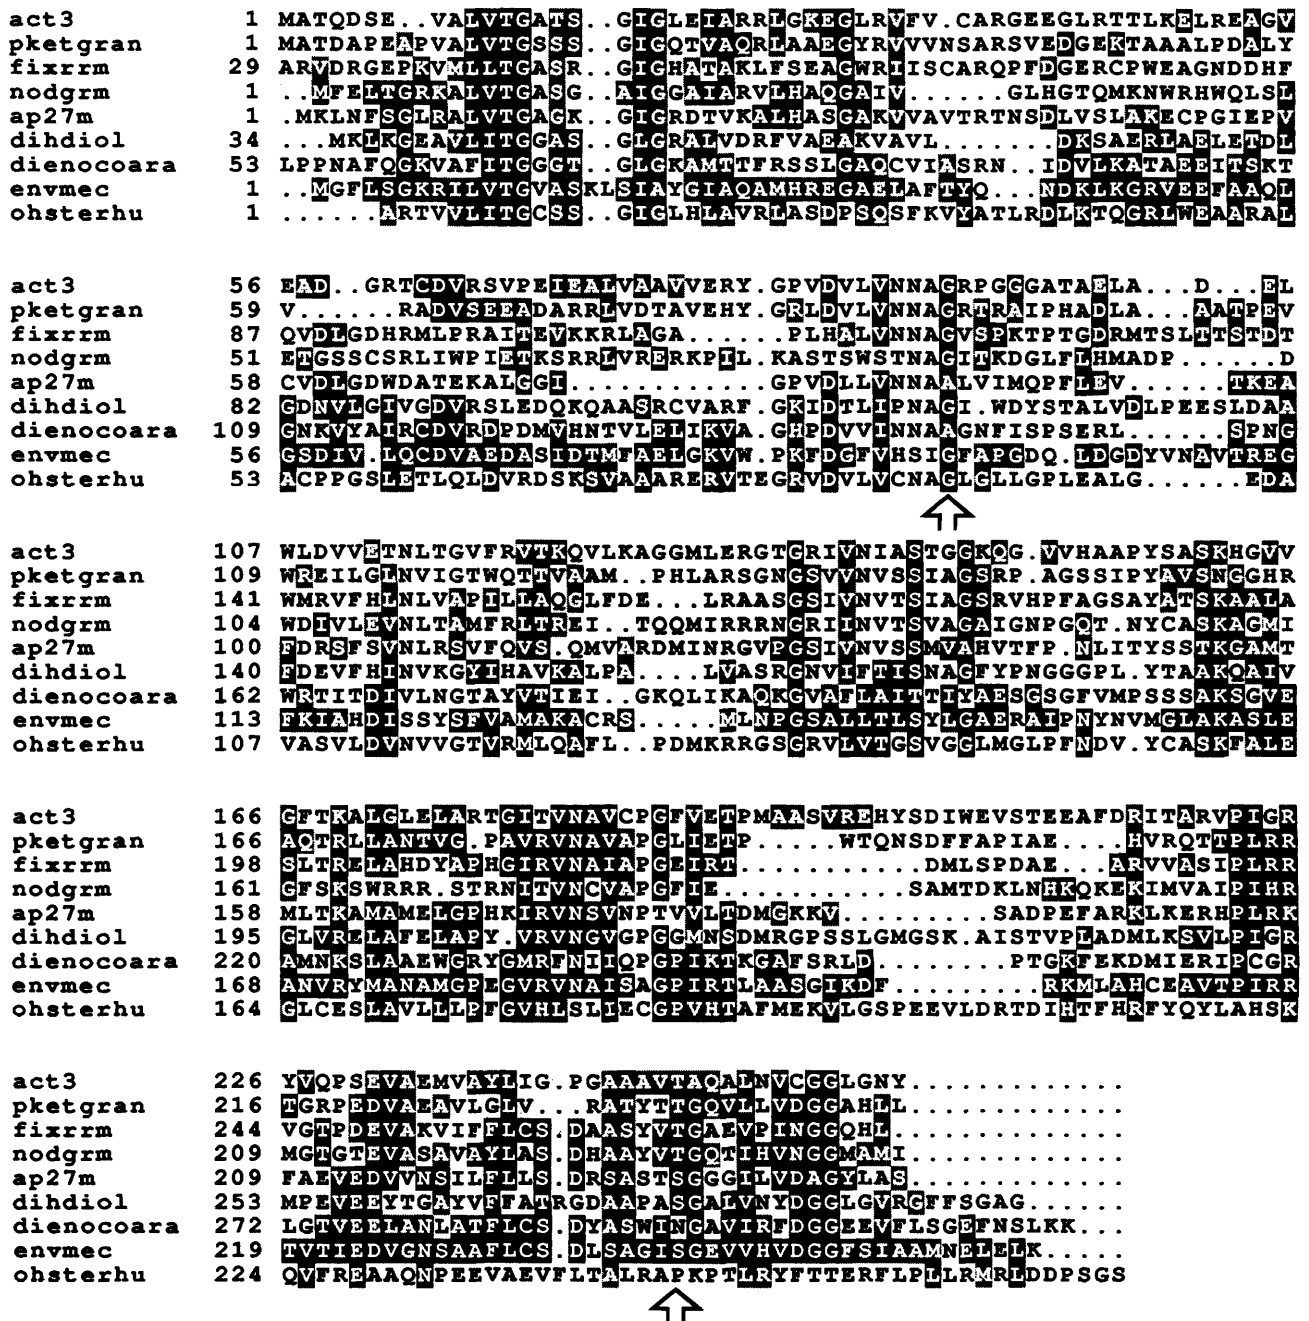 act3 1 MATQDSE..VALVTGATS..GIGLEIARRLGKEGLRVFV.CARGEEGLRTTLKELREAGV
pketgran 1 MATDAPEAPVALVTGSSS..GIGQTVAQRLAAEGYRVVVNSARSVEDGEKTAAALPDALY
fixrrm 29 ARVDRGEPKVMLLTGASR..GIGHATAKLFSEAGWRIISCARQPFDGERCPWEAGNDDHF
nodgrm 1 ..MFELTGRKALVTGASG..AIGGAIARVLHAQGAIV......GLHGTQMKNWRHWQLSL
ap27m 1 .MKLNFSGLRALVTGAGK..GIGRDTVKALHASGAKVVAVTRTNSDLVSLAKECPGIEPV
dihdiol 34 ...MKLKGEAVLITGGAS..GLGRALVDRFVAEAKVAVL......DKSAERLAELETDL
dienocoara 53 LPPNAFQGKVAFITGGGT..GLGKAMTTFRSSLGAQCVIASRN..IDVLKATAEEITSKT
envmec 1 ..MGFLSGKRILVTGVASKLSIAYGIAQAMHREGAELAFTYQ...NDKLKGRVEEFAAQL
ohsterhu 1 ......ARTVVLITGCSS..GIGLHLAVRLASDPSQSFKVYATLRDLKTQGRLWEAARAL
act3 56 EAD..GRTCDVRSVPEIEALVAAVVERY.GPVDVLVNNAGRPGGGATAELA...D...EL
pketgran 59 V......RADVSEEADARRLVDTAVEHY.GRLDVLVNNAGRTRAIPHADLA...AATPEV
fixrrm 87 QVDLGDHRMLPRAITEVKKRLAGA.....PLHALVNNAGVSPKTPTGDRMTSLTTSTDT
nodgrm 51 ETGSSCSRLIWPIETKSRRLVRERKPIL.KASTSWSTNAGITKDGLFLHMADP......D
ap27m 58 CVDLGDWDATEKALGGI............GPVDLLVNNAALVIMQPFLEV......TKEA
dihdiol 82 GDNVLGIVGDVRSLEDQKQAASRCVARF.GKIDTLIPNAGI.WDYSTALVDLPEESLDAA
dienocoara 109 GNKVYAIRCDVRDPDMVHNTVLELIKVA.GHPDVVINNAAGNFISPSERL......SPNG
envmec 56 GSDIV.LQCDVAEDASIDTMFAELGKVW.PKFDGFVHSIGFAPGDQ.LDGDYVNAVTREG
ohsterhu 53 ACPPGSLETLQLDVRDSKSVAAARERVTEGRVDVLVCNAGLGLLGPLEALG......EDA
act3 107 WLDVVETNLTGVFRVTKQVLKAGGMLERGTGRIVNIASTGGKQG.VVHAAPYSASKHGVV
pketgran 109 WREILGLNVIGTWQTTVAAM..PHLARSGNGSVVNVSSIAGSRP.AGSSIPYAVSNGGHR
fixrrm 141 WMRVFHLNLVAPILLAQGLFDE...LRAASGSIVNVTSIAGSRVHPFAGSAYATSKAALA
nodgrm 104 WDIVLEVNLTAMFRLTREI..TQQMIRRRNGRIINVTSVAGAIGNPGQT.NYCASKAGMI
ap27m 100 FDRSFSVNLRSVFQVS.QMVARDMINRGVPGSIVNVSSMVAHVTFP.NLITYSSTKGAMT
dihdiol 140 FDEVFHINVKGYIHAVKALPA....LVASRGNVIFTISNAGFYPNGGGPL.YTAAKQAIV
dienocoara 162 WRTITDIVLNGTAYVTIEI..GKQLIKAQKGVAFLAITTIYAESGSGFVMPSSSAKSGVE
envmec 113 FKIAHDISSYSFVAMAKACRS.....MLNPGSALLTLSYLGAERAIPNYNVMGLAKASLE
ohsterhu 107 VASVLDVNVVGTVRMLQAFL..PDMKRRGSGRVLVTGSVGGLMGLPFNDV.YCASKFALE
act3 166 GFTKALGLELARTGITVNAVCPGFVETPMAASVREHYSDIWEVSTEEAFDRITARVPIGR
pketgran 166 AQTRLLANTVG.PAVRVNAVAPGLIETP......WTQNSDFFAPIAE....HVRQTTPLRR
fixrrm 198 SLTRELAHDYAPHGIRVNAIAPGEIRT...........DMLSPDAE...ARVVASIPLRR
nodgrm 161 GFSKSWRRR.STRNITVNCVAPGFIE...........SAMTDKLNHKQKEKIMVAIPIHR
ap27m 158 MLTKAMAMELGPHKIRVNSVNPTVVLTDMGKKV.........SADPEFARKLKERHPLRK
dihdiol 195 GLVRELAFELAPY.VRVNGVGPGGMNSDMRGPSSLGMGSK.AISTVPLADMLKSVLPIGR
dienocoara 220 AMNKSLAAEWGRYGMRFNIIQPGPIKTKGAFSRLD........PTGKFEKDMIERIPCGR
envmec 168 ANVRYMANAMGPEGVRVNAISAGPIRTLAASGIKDF.........RKMLAHCEAVTPIRR
ohsterhu 164 GLCESLAVLLLPFGVHLSLIECGPVHTAFMEKVLGSPEEVLDRTDIHTFHRFYQYLAHSK
act3 226 YVQPSEVAEMVAYLIG.PGAAAVTAQALNVCGGLGNY.............
pketgran 216 TGRPEDVAEAVLGLV...RATYTTGQVLLVDGGAHLL.............
fixrrm 244 VGTPDEVAKVIFFLCS.DAASYVTGAEVPINGGQHL..............
nodgrm 209 MGTGTEVASAVAYLAS.DHAAYVTGQTIHVNGGMAMI.............
ap27m 209 FAEVEDVVNSILFLLS.DRSASTSGGGILVDAGYLAS.............
dihdiol 253 MPEVEEYTGAYVFFATRGDAAPASGALVNYDGGLGVRGFFSGAG......
dienocoara 272 LGTVEELANLATFLCS.DYASWINGAVIRFDGGEEVFLSGEFNSLKK...
envmec 219 TVTIEDVGNSAAFLCS.DLSAGISGEVVHVDGGFSIAAMNELELK.....
ohsterhu 224 QVFREAAQNPEEVAEVFLTALRAPKPTLRYFTTERFLPLLRMRLDDPSGS